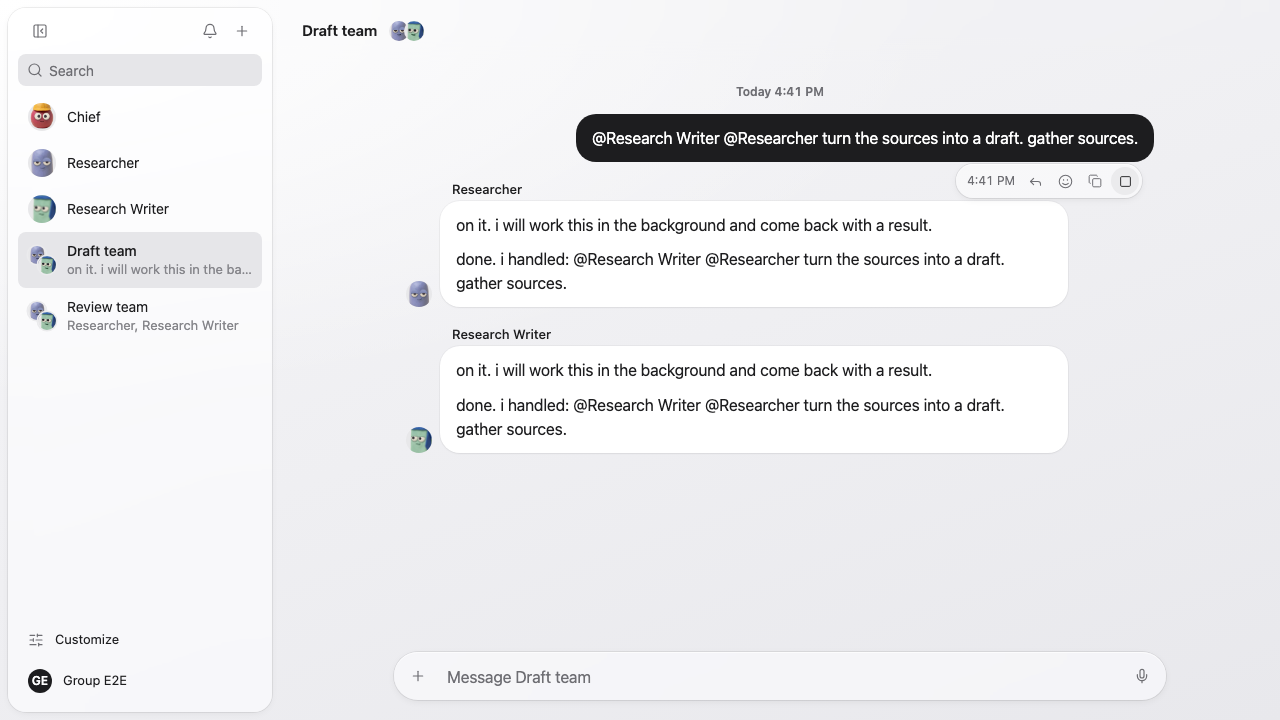 Draft team
Search
Chief
Researcher
Research Writer
Draft team
on it. i will work this in the ba...
Review team
Researcher, Research Writer
Customize
GE
Group E2E
Today 4:41 PM
@Research Writer @Researcher turn the sources into a draft. gather sources.
4:41 PM
Researcher
on it. i will work this in the background and come back with a result.
done. i handled: @Research Writer @Researcher turn the sources into a draft.
gather sources.
Research Writer
on it. i will work this in the background and come back with a result.
done. i handled: @Research Writer @Researcher turn the sources into a draft.
gather sources.
Message Draft team